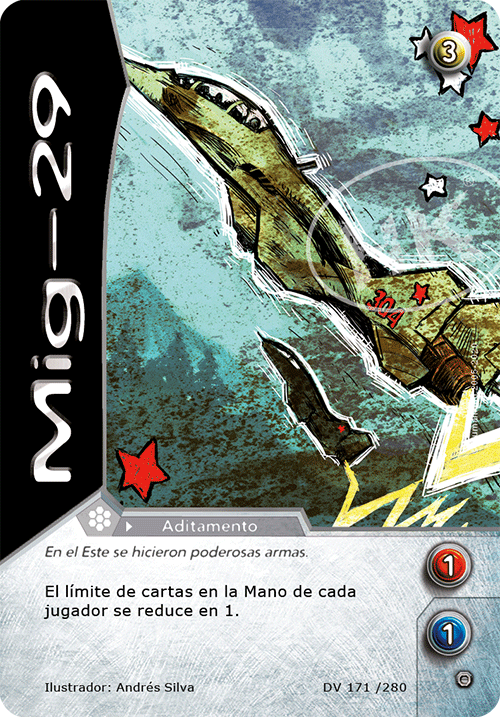 3
Mig-29
304
Aditamento
En el Este se hicieron poderosas armas.
El límite de cartas en la Mano de cada
jugador se reduce en 1.
1
1
Ilustrador: Andrés Silva
DV 171 /280